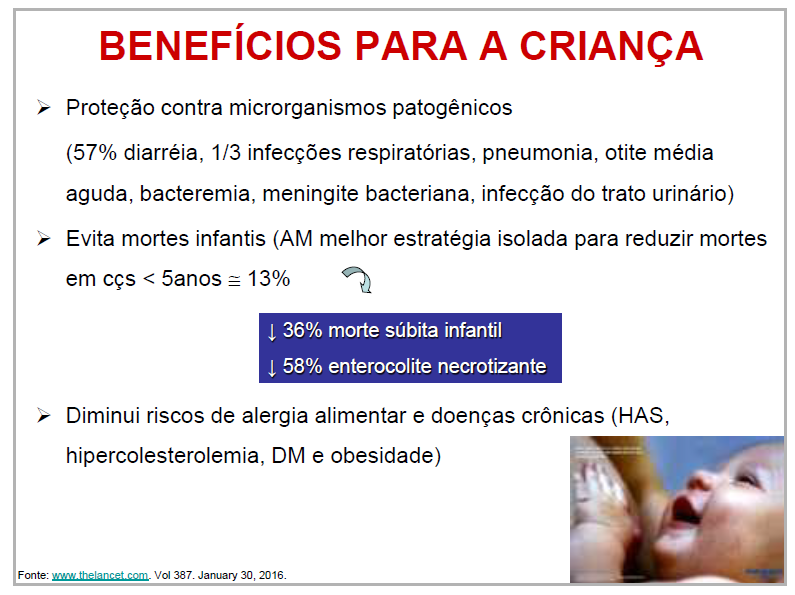 BENEFÍCIOS PARA A CRIANÇA
➢ Proteção contra microrganismos patogênicos
(57% diarréia, 1/3 infecções respiratórias, pneumonia, otite média
aguda, bacteremia, meningite bacteriana, infecção do trato urinário)
➢ Evita mortes infantis (AM melhor estratégia isolada para reduzir mortes
em cçs < 5anos ≅ 13%
↓ 36% morte súbita infantil
↓ 58% enterocolite necrotizante
➢ Diminui riscos de alergia alimentar e doenças crônicas (HAS,
hipercolesterolemia, DM e obesidade)
Fonte: www.thelancet.com. Vol 387. January 30, 2016.